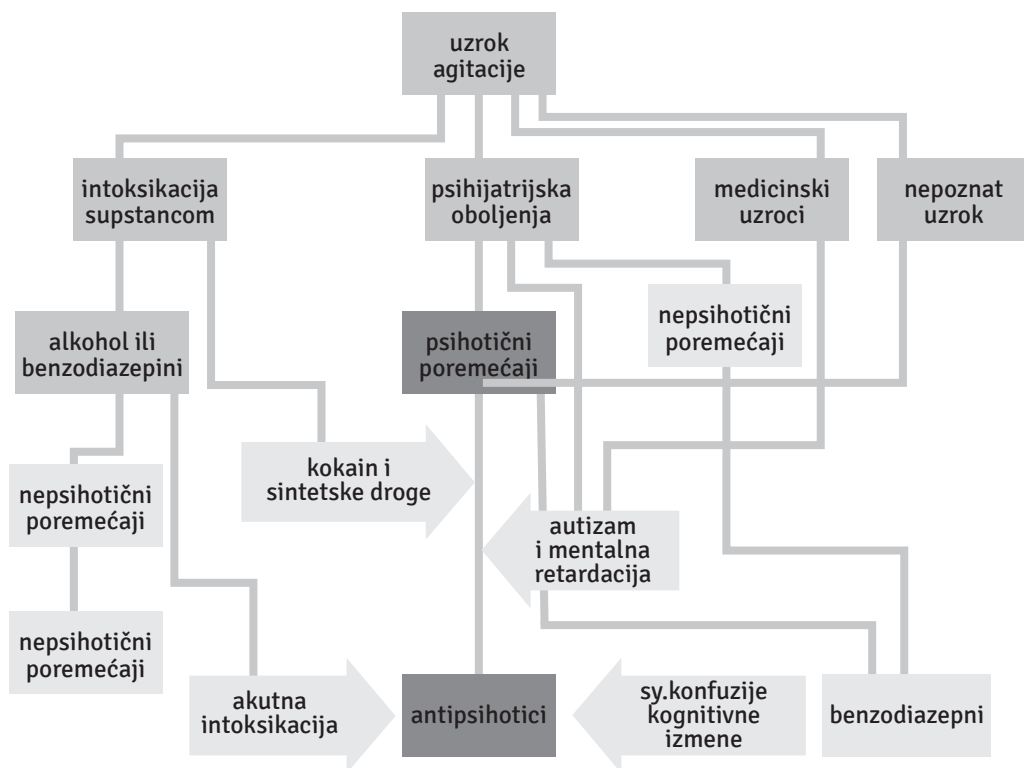 uzrok
agitacije
intoksikacija
supstancom
psihijatrijska
oboljenja
medicinski
uzroci
nepoznat
uzrok
alkohol ili
benzodiazepini
psihotični
poremećaji
nepsihotični
poremećaji
nepsihotični
poremećaji
kokain i
sintetske droge
autizam
i mentalna
retardacija
nepsihotični
poremećaji
akutna
intoksikacija
antipsihotici
sy.konfuzije
kognitivne
izmene
benzodiazepni